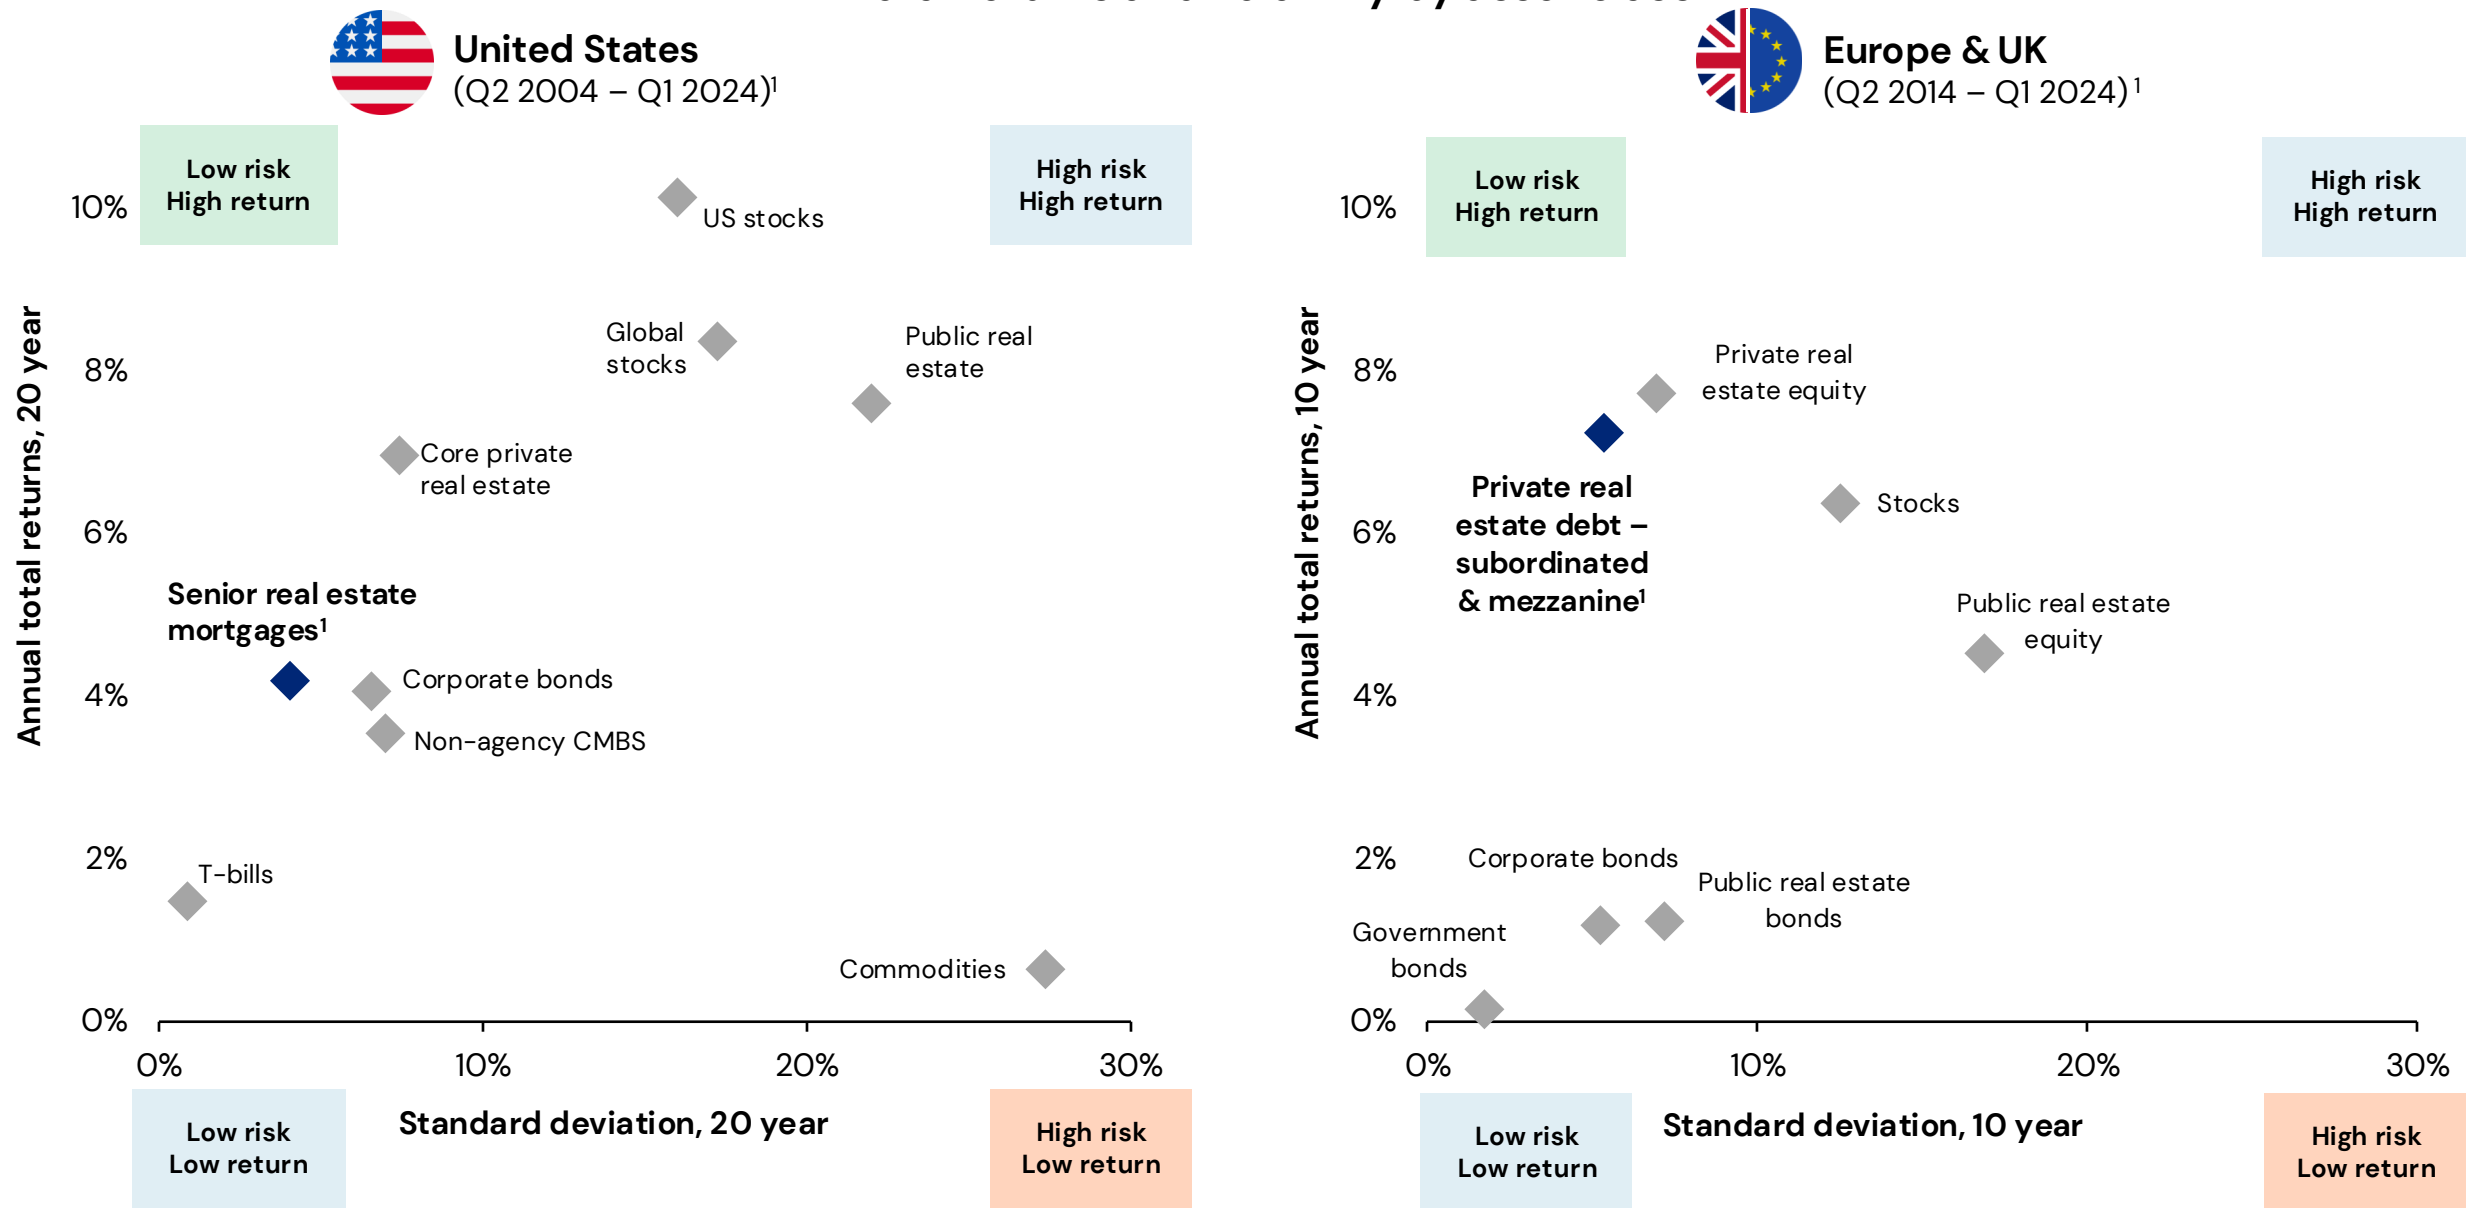 United States
(Q2 2004 – Q1 2024)¹
Low risk
High return
High risk
High return
10%
8%
6%
4%
2%
0%
Annual total returns, 20 year
US stocks
Global
stocks
Public real
estate
Core private
real estate
Senior real estate
mortgages¹
Corporate bonds
Non-agency CMBS
T-bills
Commodities
0%
10%
20%
30%
Standard deviation, 20 year
Low risk
Low return
High risk
Low return
Europe & UK
(Q2 2014 – Q1 2024) ¹
Low risk
High return
High risk
High return
10%
8%
6%
4%
2%
0%
Annual total returns, 10 year
Private real
estate equity
Private real
estate debt –
subordinated
& mezzanine¹
Stocks
Public real estate
equity
Corporate bonds
Public real estate
bonds
Government
bonds
0%
10%
20%
30%
Standard deviation, 10 year
Low risk
Low return
High risk
Low return